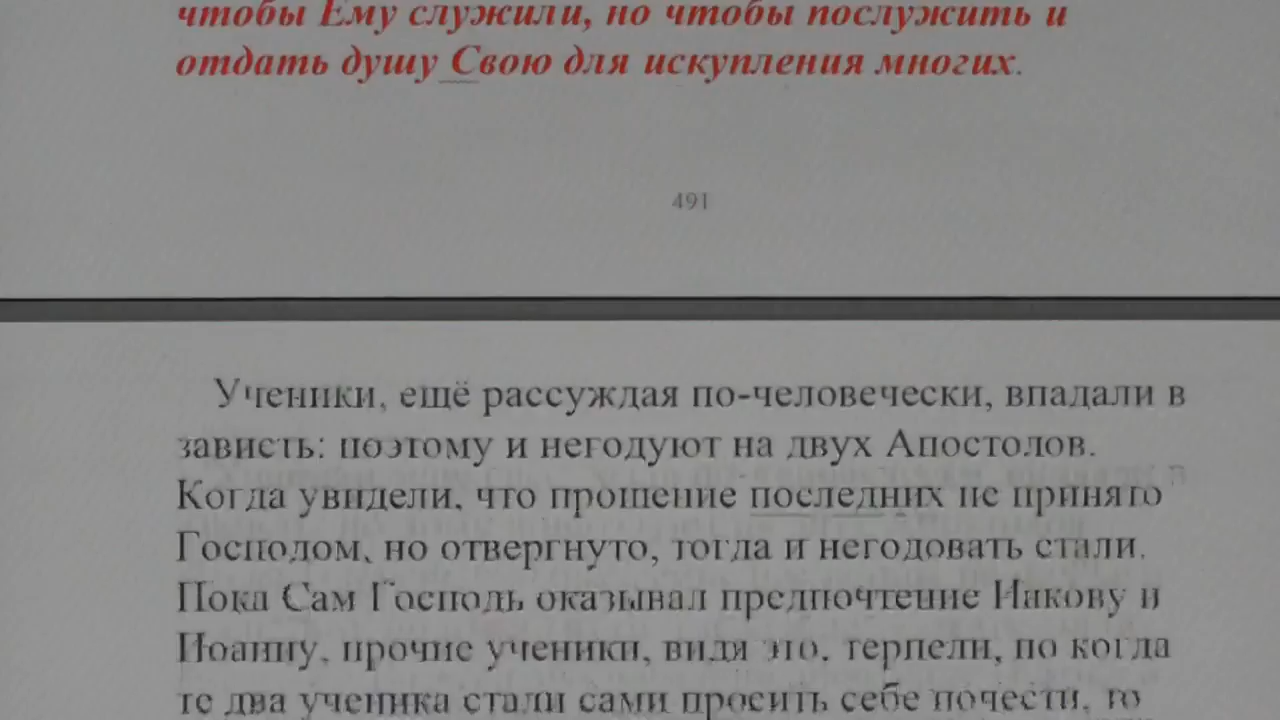 чтобы Ему служили, но чтобы послужить и
отдать душу Свою для искупления многих.
491
Ученики, ещё рассуждая по-человечески, впадали в
зависть: поэтому и негодуют на двух Апостолов.
Когда увидели, что прошение последних не принято
Господом, но отвергнуто, тогда и негодовать стали.
Пока Сам Господь оказывал предпочтение Иакову и
Иоанну, прочие ученики, видя это, терпели, но когда
те два ученика стали сами просить себе почести, то